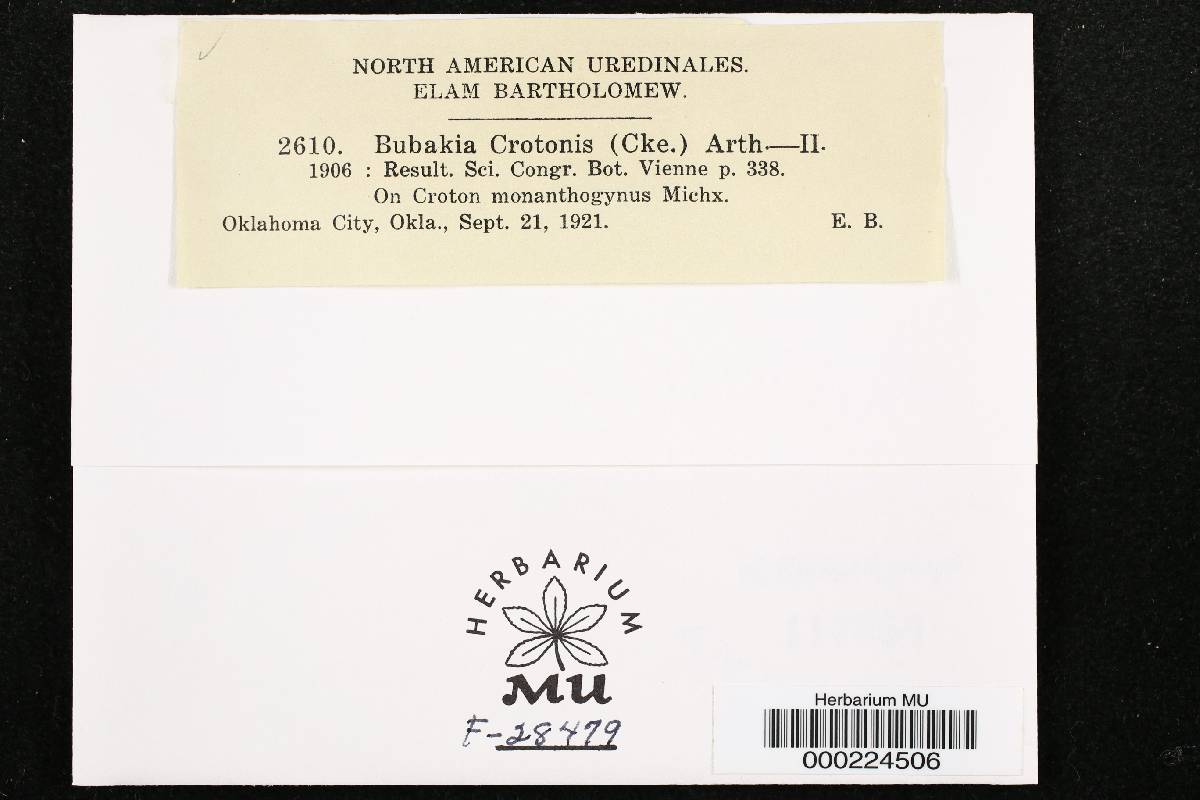 NORTH AMERICAN UREDINALES.
ELAM BARTHOLOMEW.
2610. Bubakia Crotonis (Cke.) Arth.—II.
1906 : Result. Sci. Congr. Bot. Vienne p. 338.
On Croton monanthogynus Michx.
Oklahoma City, Okla., Sept. 21, 1921. E. B.
HERBARIUM
MU
F-28479
Herbarium MU
000224506